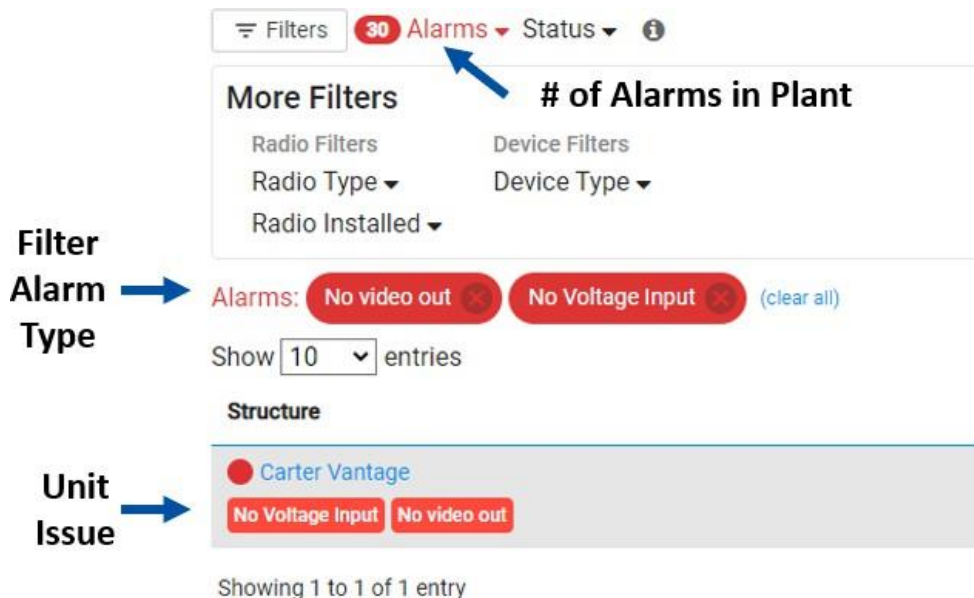 Filters 30 Alarms Status
# of Alarms in Plant
More Filters
Radio Filters Device Filters
Radio Type Device Type
Radio Installed
Filter
Alarm
Type
Alarms: No video out No Voltage Input (clear all)
Show 10 entries
Structure
Unit
Issue
Carter Vantage
No Voltage Input No video out
Showing 1 to 1 of 1 entry